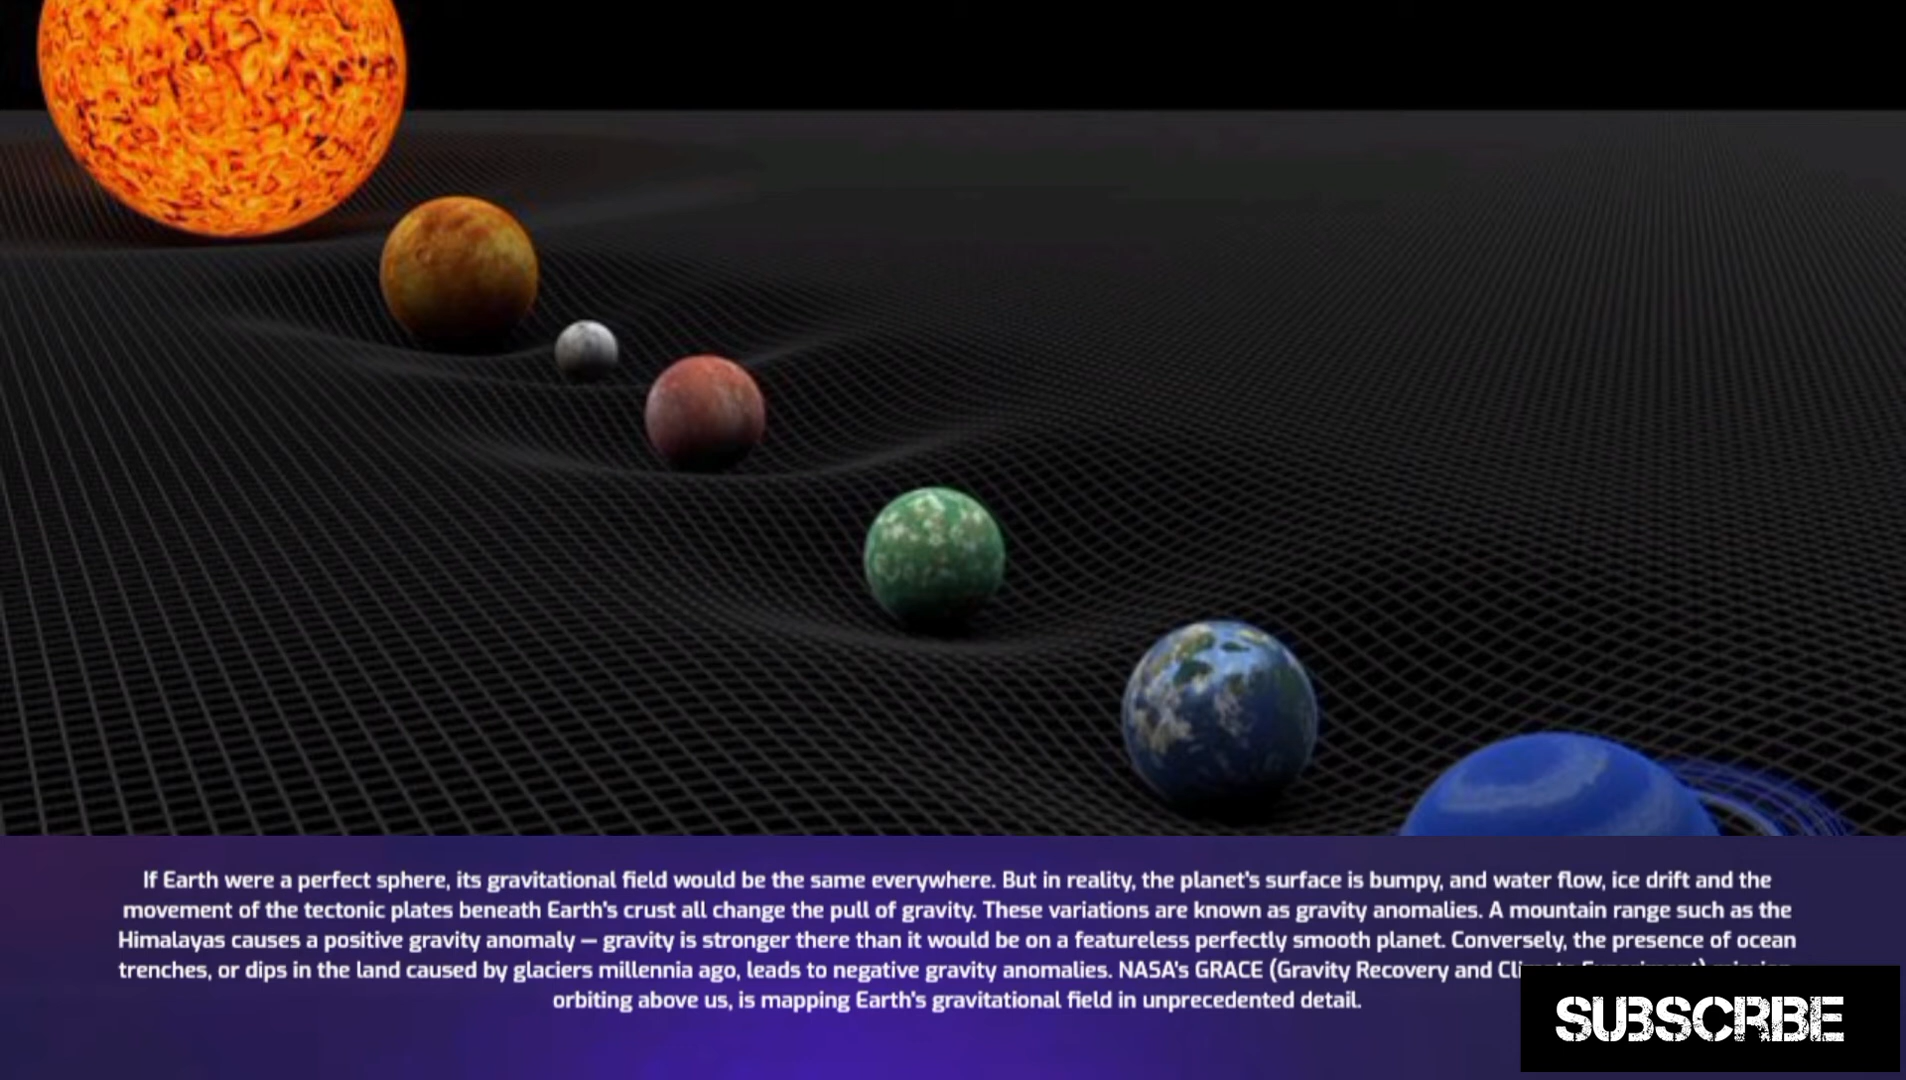 If Earth were a perfect sphere, its gravitational field would be the same everywhere. But in reality, the planet's surface is bumpy, and water flow, ice drift and the
movement of the tectonic plates beneath Earth's crust all change the pull of gravity. These variations are known as gravity anomalies. A mountain range such as the
Himalayas causes a positive gravity anomaly — gravity is stronger there than it would be on a featureless perfectly smooth planet. Conversely, the presence of ocean
trenches, or dips in the land caused by glaciers millennia ago, leads to negative gravity anomalies. NASA's GRACE (Gravity Recovery and
orbiting above us, is mapping Earth's gravitational field in unprecedented detail.
SUBSCRIBE